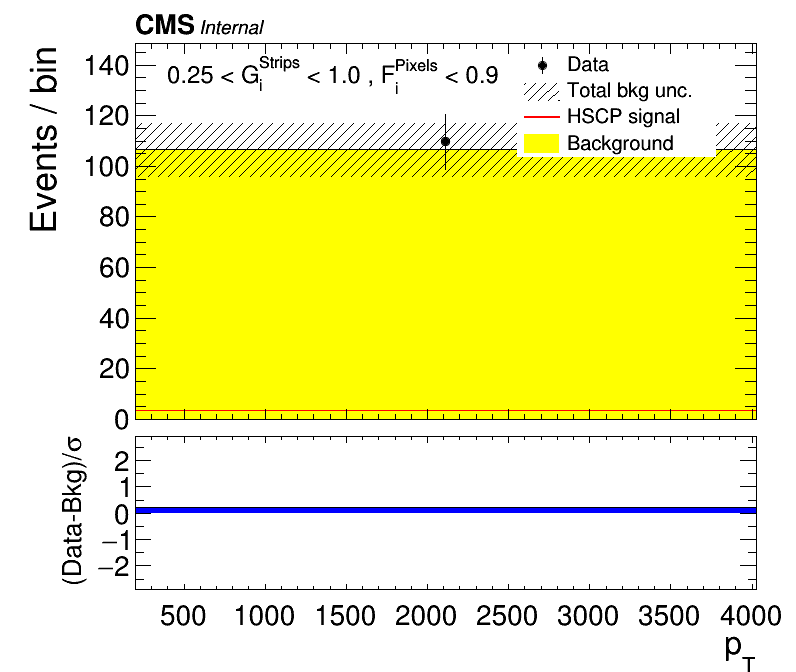 CMS Internal
0.25 < G_i^Strips < 1.0 , F_i^Pixels < 0.9
Data
Total bkg unc.
HSCP signal
Background
Events / bin
140
120
100
80
60
40
20
0
(Data-Bkg)/σ
2
1
0
−1
−2
500 1000 1500 2000 2500 3000 3500 4000
p_T